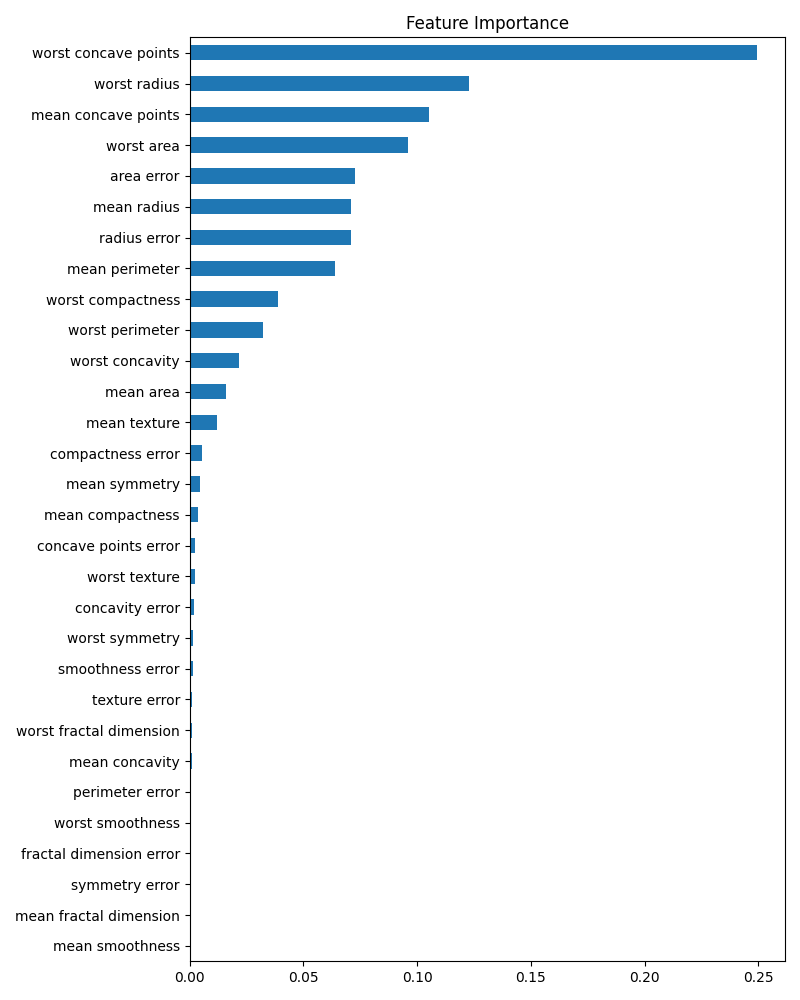 Feature Importance
worst concave points
worst radius
mean concave points
worst area
area error
mean radius
radius error
mean perimeter
worst compactness
worst perimeter
worst concavity
mean area
mean texture
compactness error
mean symmetry
mean compactness
concave points error
worst texture
concavity error
worst symmetry
smoothness error
texture error
worst fractal dimension
mean concavity
perimeter error
worst smoothness
fractal dimension error
symmetry error
mean fractal dimension
mean smoothness
0.00 0.05 0.10 0.15 0.20 0.25